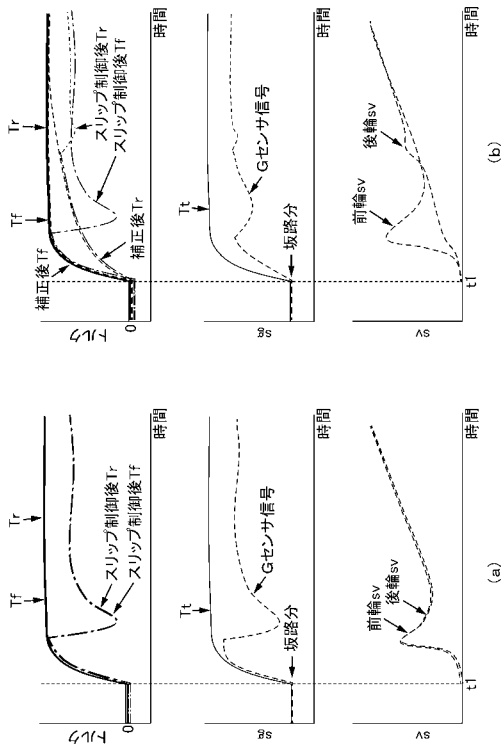 Tf
Tr
トルク
0
スリップ制御後Tr
スリップ制御後Tf
時間
Tt
sg
Gセンサ信号
坂路分
時間
sv
前輪sv
後輪sv
t1
時間
(a)
補正後Tf
Tf
Tr
トルク
0
スリップ制御後Tr
スリップ制御後Tf
補正後Tr
時間
Tt
sg
Gセンサ信号
坂路分
時間
sv
前輪sv
後輪sv
t1
時間
(b)